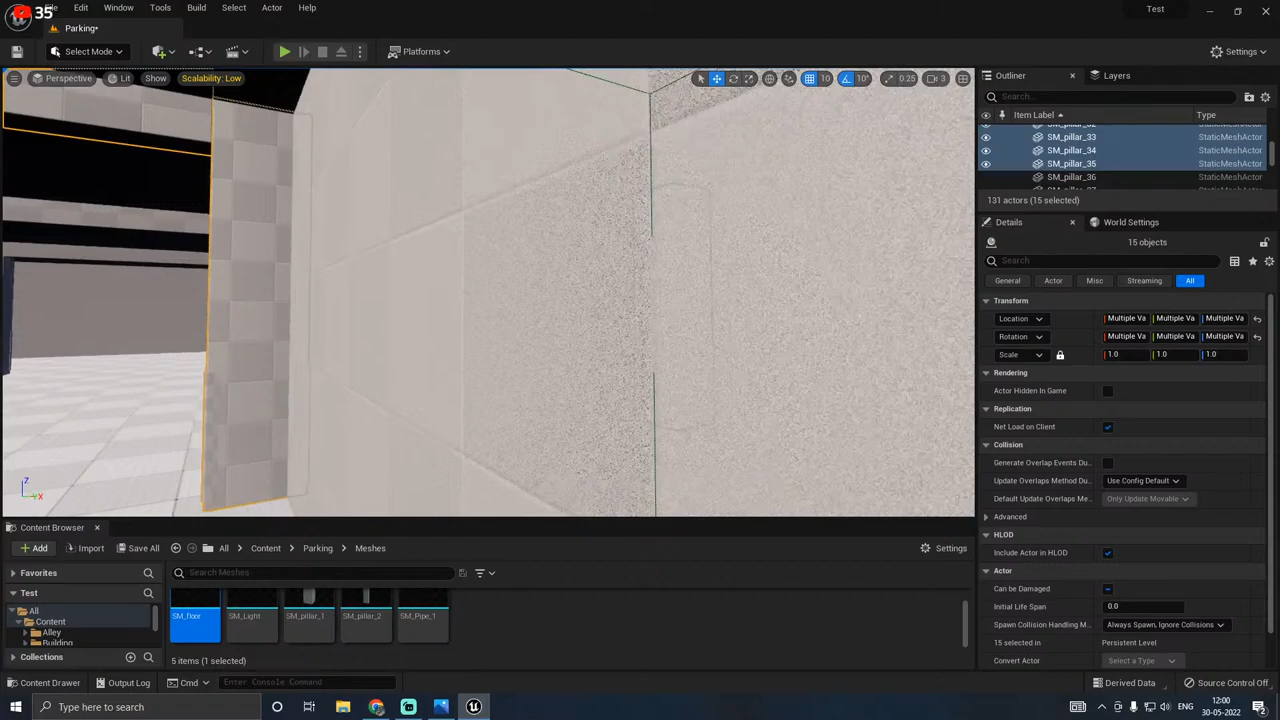 35
File Edit Window Tools Build Select Actor Help
Test
Parking*
Select Mode
Platforms
Settings
Perspective Lit Show Scalability: Low
10 10° 0.25 3
Outliner Layers
Search...
Item Label Type
SM_pillar_33 StaticMeshActor
SM_pillar_34 StaticMeshActor
SM_pillar_35 StaticMeshActor
SM_pillar_36 StaticMeshActor
131 actors (15 selected)
Details World Settings
15 objects
Search
General Actor Misc Streaming All
Transform
Location Multiple Va Multiple Va Multiple Va
Rotation Multiple Va Multiple Va Multiple Va
Scale 1.0 1.0 1.0
Rendering
Actor Hidden In Game
Replication
Net Load on Client
Collision
Generate Overlap Events Du..
Update Overlaps Method Du.. Use Config Default
Default Update Overlaps Me.. Only Update Movable
Advanced
HLOD
Include Actor in HLOD
Actor
Can be Damaged
Initial Life Span 0.0
Spawn Collision Handling M.. Always Spawn, Ignore Collisions
15 selected in Persistent Level
Convert Actor Select a Type
Z
X
Content Browser
Add Import Save All All Content Parking Meshes Settings
Favorites
Search Meshes
Test
All
Content
Alley
Building
Collections
SM_floor SM_Light SM_pillar_1 SM_pillar_2 SM_Pipe_1
5 items (1 selected)
Content Drawer Output Log Cmd Enter Console Command
Derived Data Source Control Off
Type here to search
ENG
12:00
30-05-2022
2